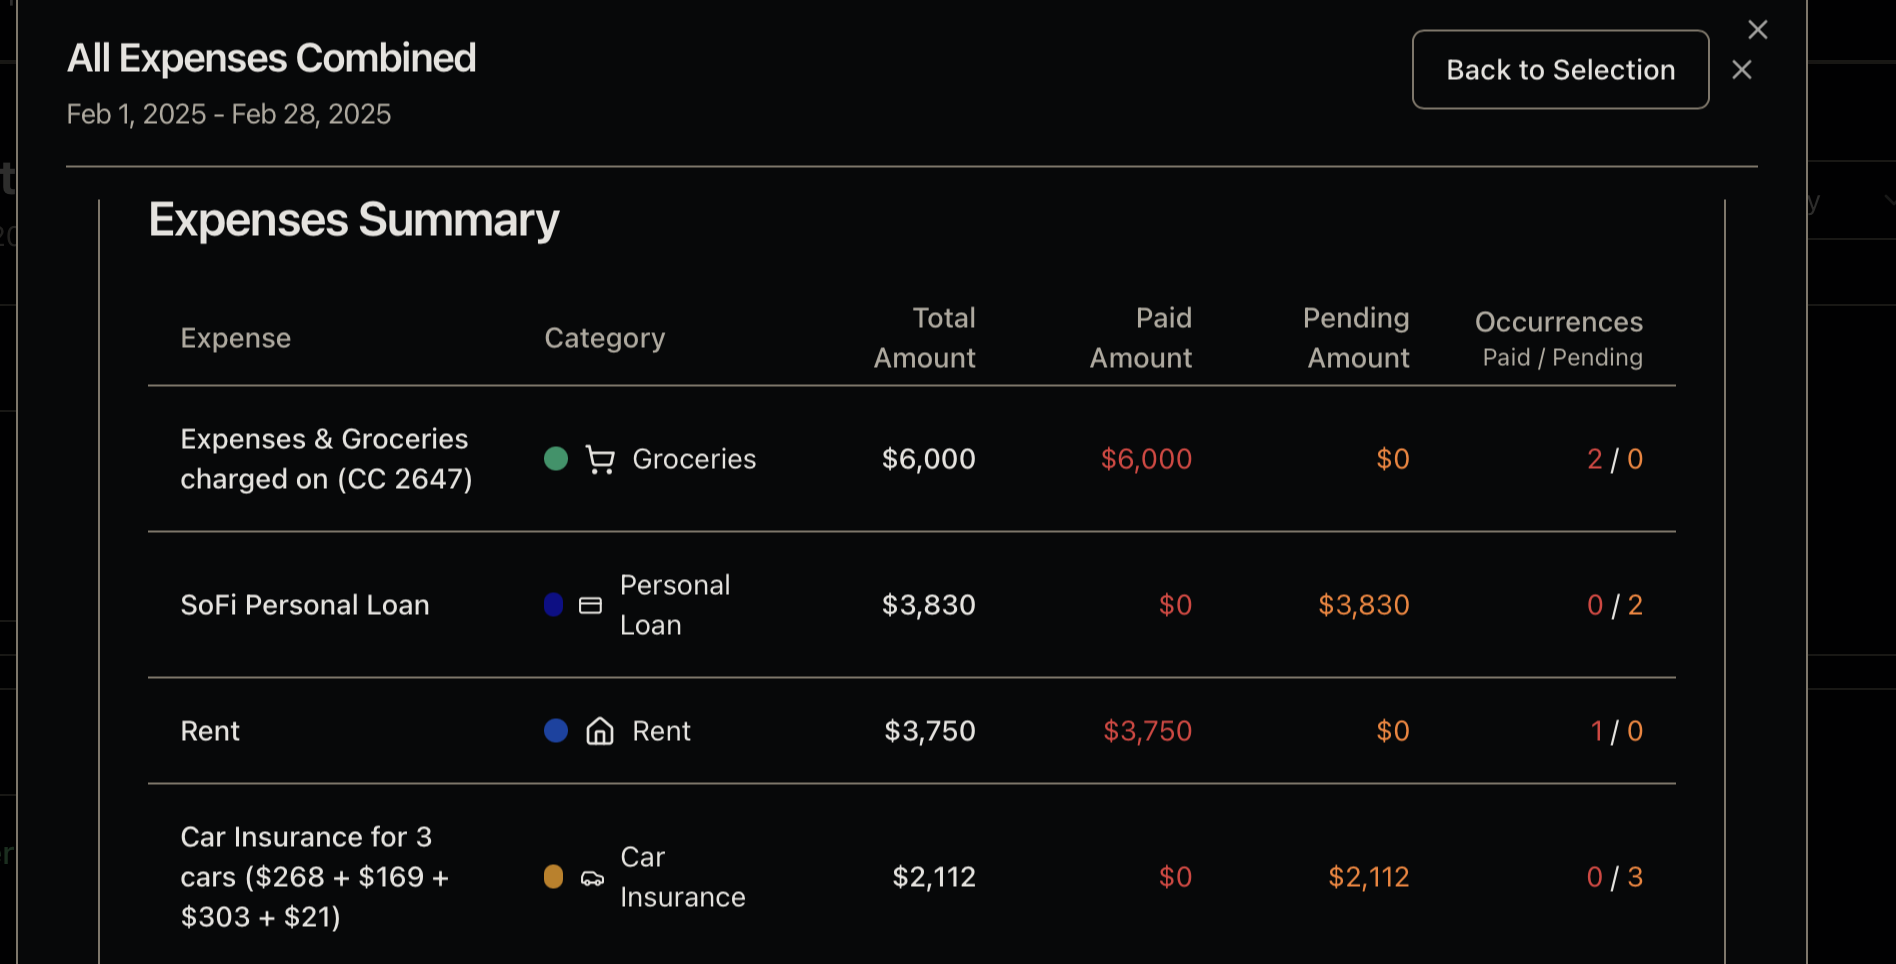 All Expenses Combined
Back to Selection
Feb 1, 2025 - Feb 28, 2025
Expenses Summary
Expense
Category
Total
Amount
Paid
Amount
Pending
Amount
Occurrences
Paid / Pending
Expenses & Groceries
charged on (CC 2647)
Groceries
$6,000
$6,000
$0
2 / 0
SoFi Personal Loan
Personal
Loan
$3,830
$0
$3,830
0 / 2
Rent
Rent
$3,750
$3,750
$0
1 / 0
Car Insurance for 3
cars ($268 + $169 +
$303 + $21)
Car
Insurance
$2,112
$0
$2,112
0 / 3